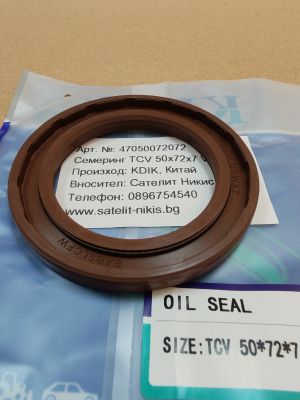 Арт. №: 47050072072
Семеринг TCV 50x72x7
Произход: KDIK, Китай
Вносител: Сателит Никис
Телефон: 0896754540
www.satelit-nikis.bg
BABSLCFW
OIL SEAL
SIZE:TCV 50*72*7